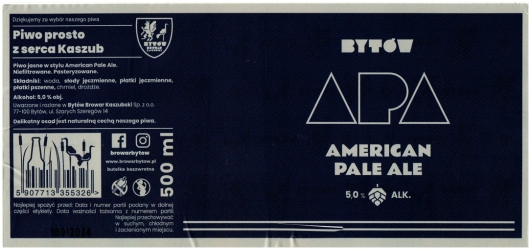 Dziękujemy za wybór naszego piwa
Piwo prosto
z serca Kaszub
BYTÓW
BROWAR
KASZUBSKI
Piwo jasne w stylu American Pale Ale.
Niefiltrowane. Pasteryzowane.
Składniki: woda, słody jęczmienne, płatki jęczmienne,
płatki pszenne, chmiel, drożdże.
Alkohol: 5,0 % obj.
Uwarzone i rozlane w Bytów Browar Kaszubski Sp. z o.o.
77-100 Bytów, ul. Szarych Szeregów 14
Delikatny osad jest naturalną cechą naszego piwa.
browarbytow
www.browarbytow.pl
butelka bezzwrotna
500 ml
5 907713 355326 >
Najlepiej spożyć przed: Data i numer partii podany w dolnej
części etykiety. Data ważności tożsama z numerem partii.
Najlepiej przechowywać
w suchym, chłodnym
i zacienionym miejscu.
BYTÓW
APA
AMERICAN
PALE ALE
5,0 % ALK.